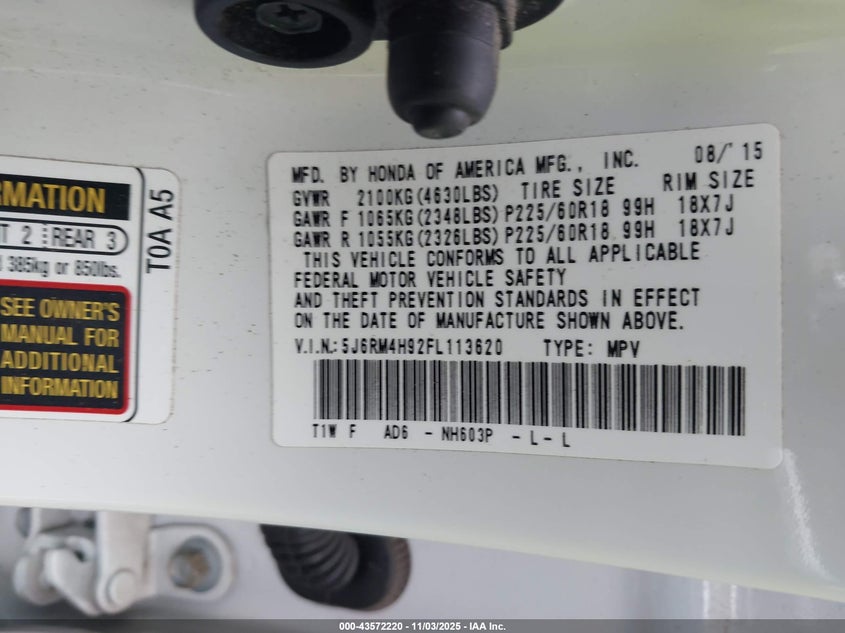 RMATION
T 2 REAR 3
385kg or 850lbs.
SEE OWNER'S
MANUAL FOR
ADDITIONAL
INFORMATION
T0A A5
MFD. BY HONDA OF AMERICA MFG., INC. 08/'15
GVWR 2100KG(4630LBS) TIRE SIZE RIM SIZE
GAWR F 1065KG(2348LBS) P225/60R18 99H 18X7J
GAWR R 1055KG(2326LBS) P225/60R18 99H 18X7J
THIS VEHICLE CONFORMS TO ALL APPLICABLE
FEDERAL MOTOR VEHICLE SAFETY
AND THEFT PREVENTION STANDARDS IN EFFECT
ON THE DATE OF MANUFACTURE SHOWN ABOVE.
V.I.N.: 5J6RM4H92FL113620 TYPE: MPV
T1W F AD6 - NH603P - L - L
000-43572220 - 11/03/2025 - IAA Inc.